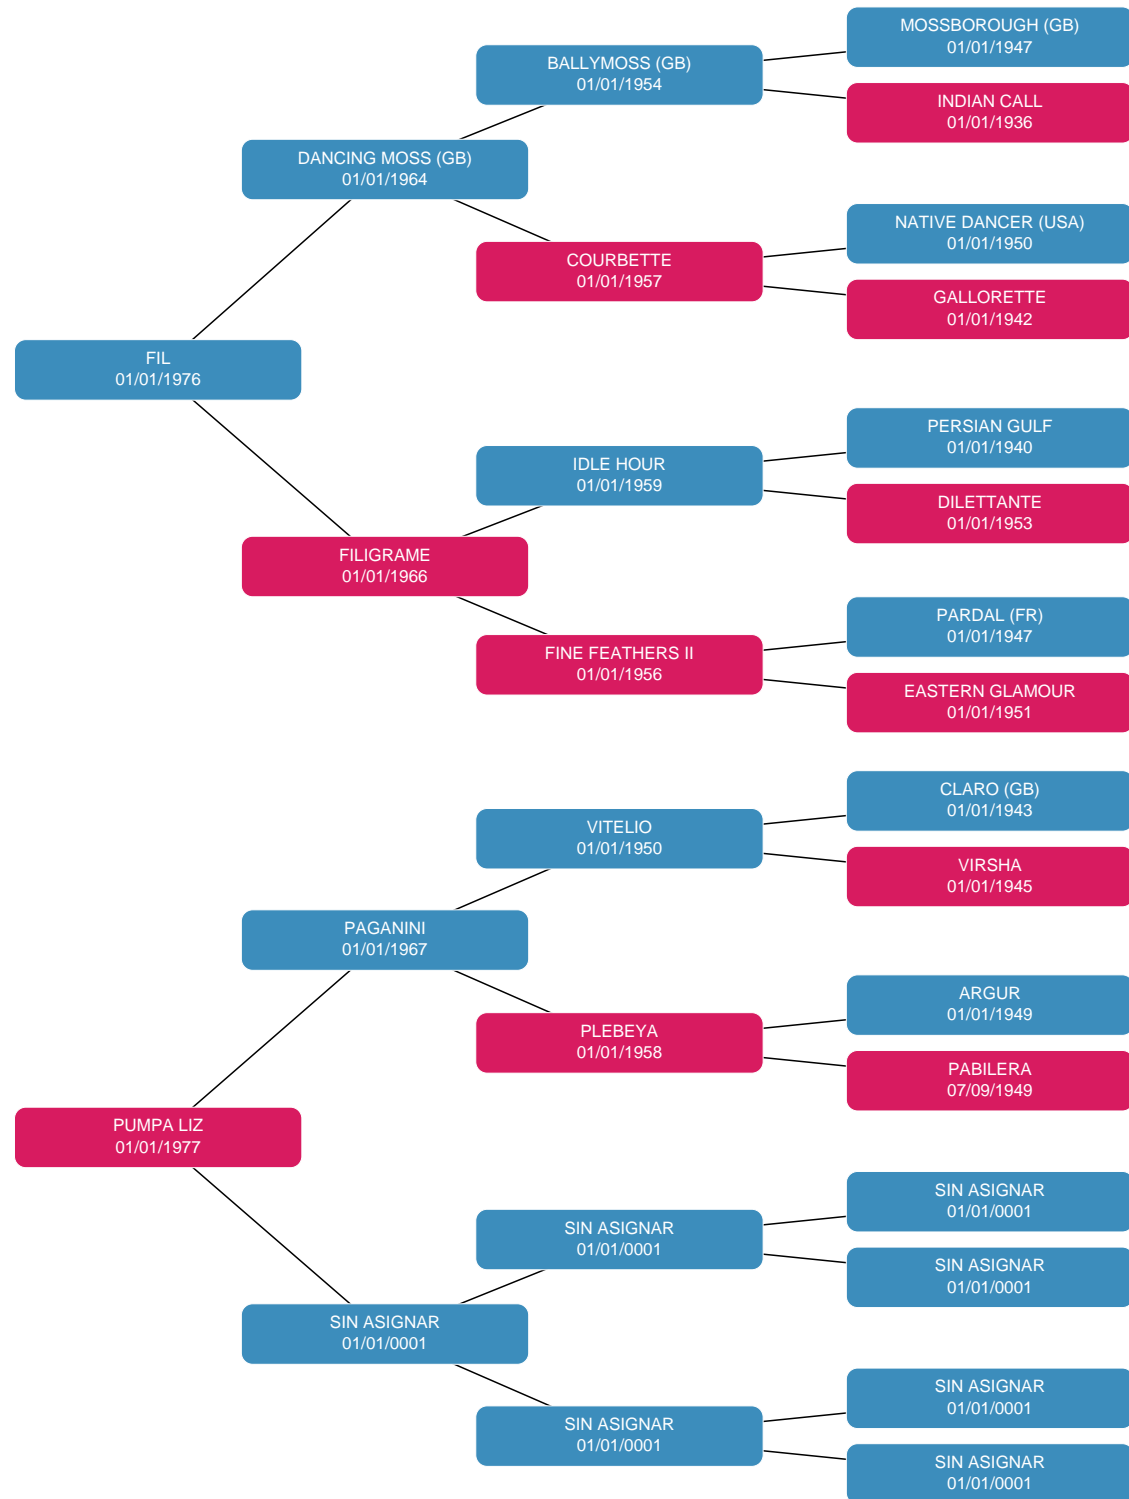 MOSSBOROUGH (GB)
01/01/1947
BALLYMOSS (GB)
01/01/1954
INDIAN CALL
01/01/1936
DANCING MOSS (GB)
01/01/1964
NATIVE DANCER (USA)
01/01/1950
COURBETTE
01/01/1957
GALLORETTE
01/01/1942
FIL
01/01/1976
PERSIAN GULF
01/01/1940
IDLE HOUR
01/01/1959
DILETTANTE
01/01/1953
FILIGRAME
01/01/1966
PARDAL (FR)
01/01/1947
FINE FEATHERS II
01/01/1956
EASTERN GLAMOUR
01/01/1951
CLARO (GB)
01/01/1943
VITELIO
01/01/1950
VIRSHA
01/01/1945
PAGANINI
01/01/1967
ARGUR
01/01/1949
PLEBEYA
01/01/1958
PABILERA
07/09/1949
PUMPA LIZ
01/01/1977
SIN ASIGNAR
01/01/0001
SIN ASIGNAR
01/01/0001
SIN ASIGNAR
01/01/0001
SIN ASIGNAR
01/01/0001
SIN ASIGNAR
01/01/0001
SIN ASIGNAR
01/01/0001
SIN ASIGNAR
01/01/0001